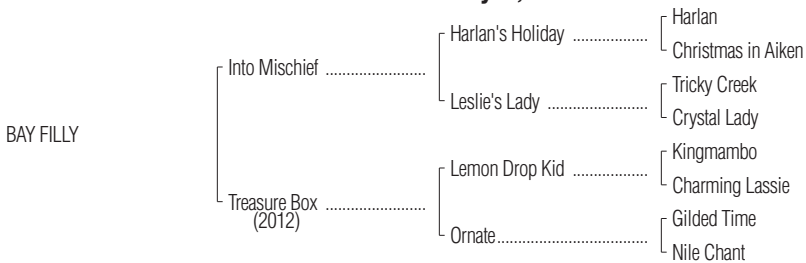 Harlan
Harlan's Holiday ..................
Christmas in Aiken
Into Mischief ........................
Tricky Creek
Leslie's Lady ........................
Crystal Lady
BAY FILLY
Kingmambo
Lemon Drop Kid ..................
Charming Lassie
Treasure Box ........................
(2012)
Gilded Time
Ornate....................................
Nile Chant